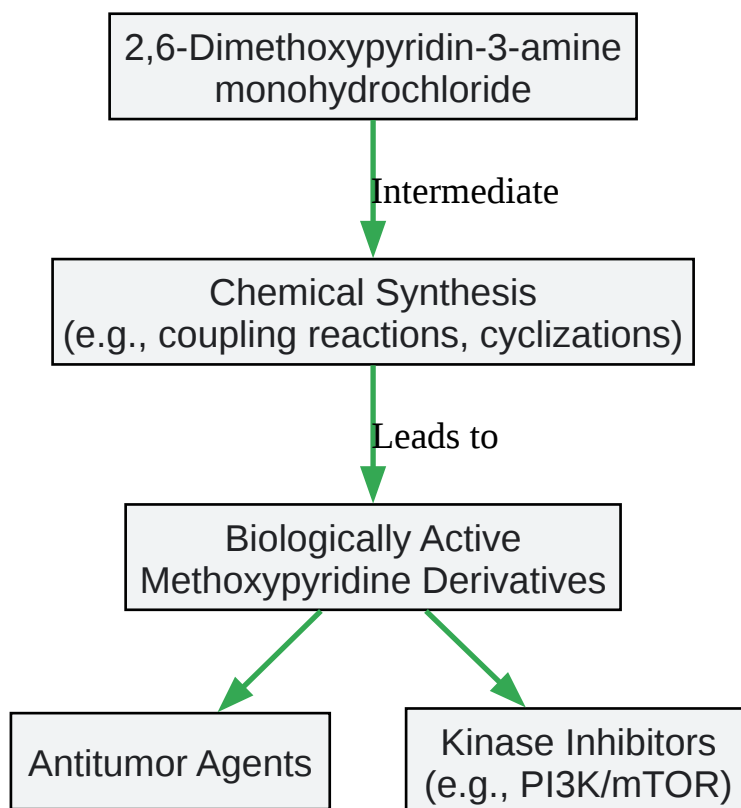 2,6-Dimethoxypyridin-3-amine
monohydrochloride
Intermediate
Chemical Synthesis
(e.g., coupling reactions, cyclizations)
Leads to
Biologically Active
Methoxypyridine Derivatives
Antitumor Agents
Kinase Inhibitors
(e.g., PI3K/mTOR)